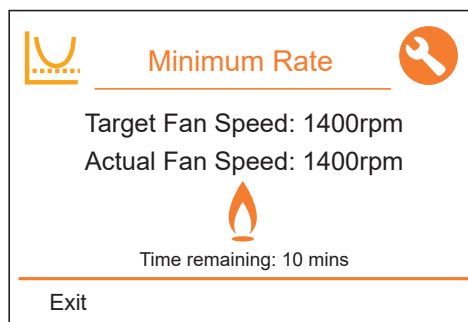 Minimum Rate
Target Fan Speed: 1400rpm
Actual Fan Speed: 1400rpm
Time remaining: 10 mins
Exit